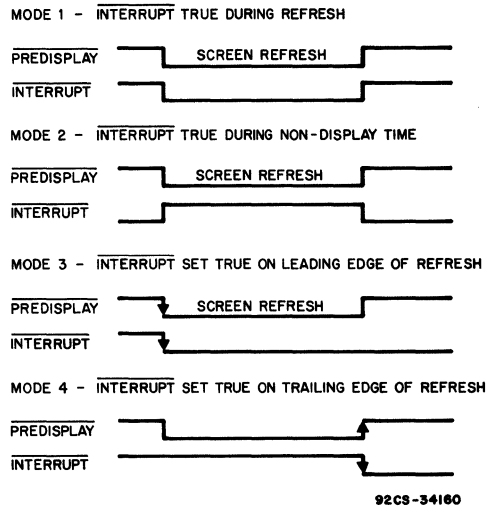 MODE 1 - INTERRUPT TRUE DURING REFRESH
PREDISPLAY
SCREEN REFRESH
INTERRUPT
MODE 2 - INTERRUPT TRUE DURING NON-DISPLAY TIME
PREDISPLAY
SCREEN REFRESH
INTERRUPT
MODE 3 - INTERRUPT SET TRUE ON LEADING EDGE OF REFRESH
PREDISPLAY
SCREEN REFRESH
INTERRUPT
MODE 4 - INTERRUPT SET TRUE ON TRAILING EDGE OF REFRESH
PREDISPLAY
INTERRUPT
92CS-34160